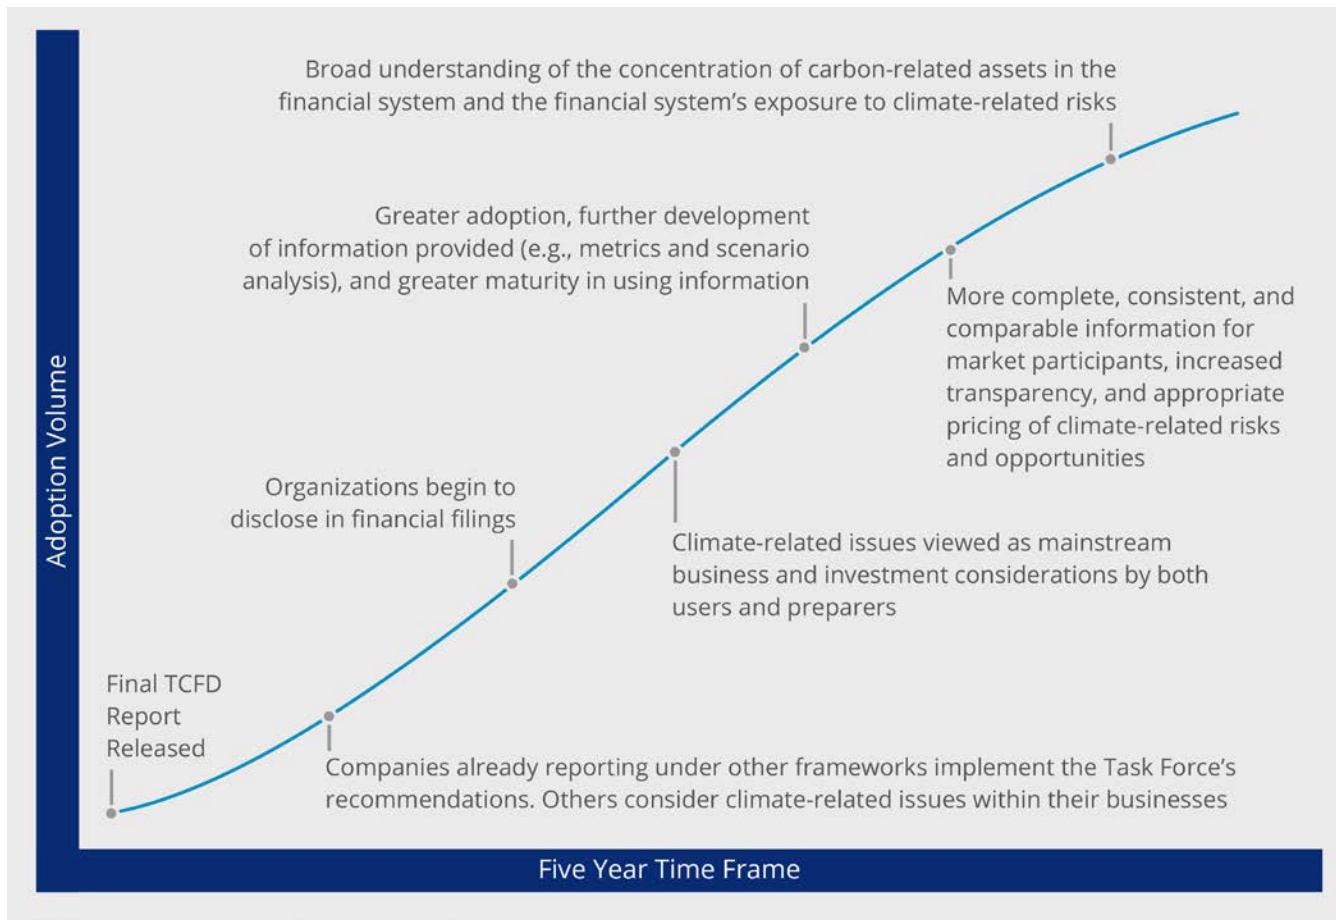 Broad understanding of the concentration of carbon-related assets in the
financial system and the financial system’s exposure to climate-related risks
Greater adoption, further development
of information provided (e.g., metrics and scenario
analysis), and greater maturity in using information
More complete, consistent, and
comparable information for
market participants, increased
transparency, and appropriate
pricing of climate-related risks
and opportunities
Adoption Volume
Organizations begin to
disclose in financial filings
Climate-related issues viewed as mainstream
business and investment considerations by both
users and preparers
Final TCFD
Report
Released
Companies already reporting under other frameworks implement the Task Force’s
recommendations. Others consider climate-related issues within their businesses
Five Year Time Frame